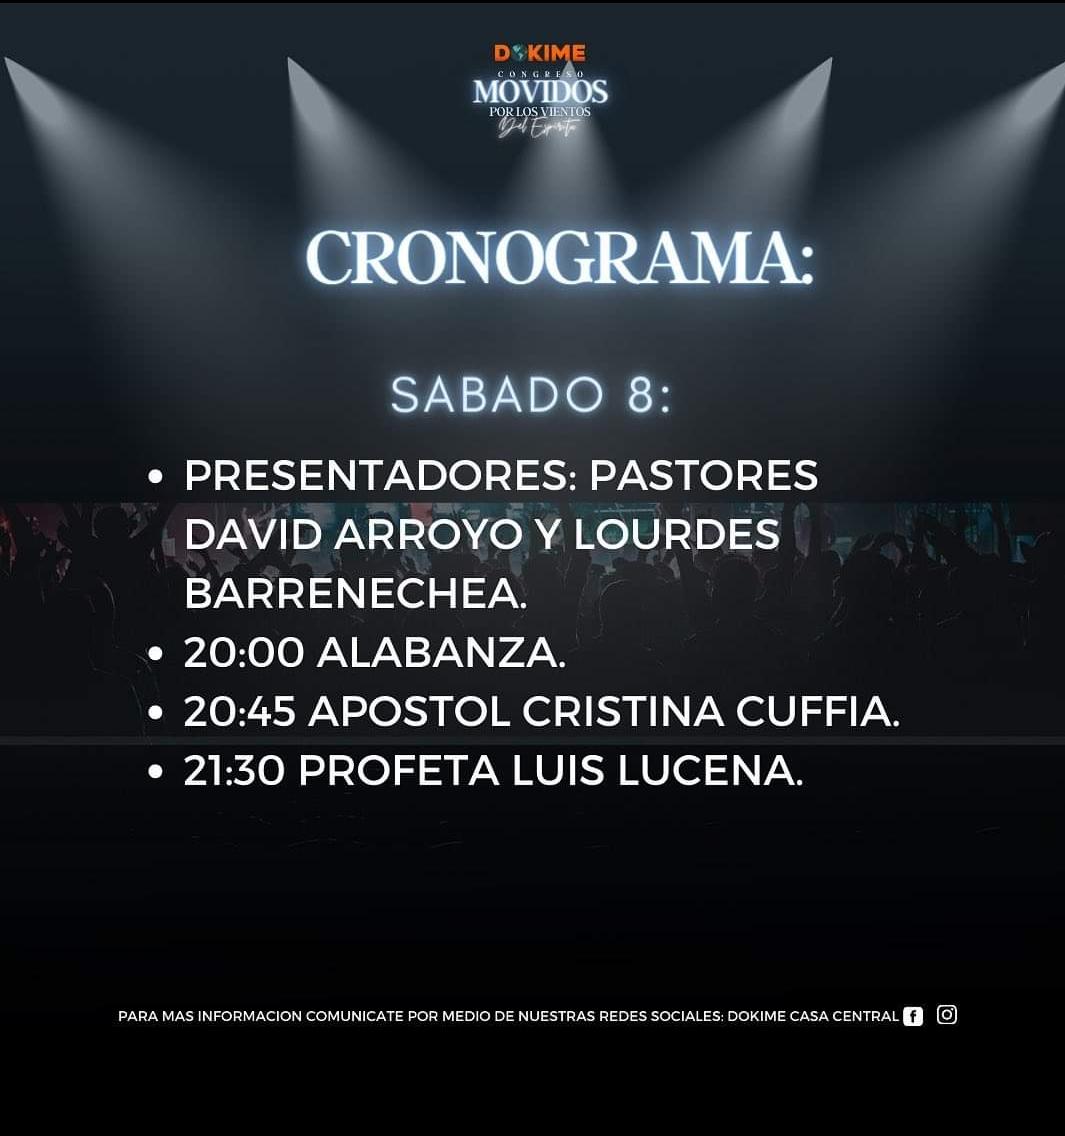 DOKIME
CONGRESO
MOVIDOS
POR LOS VIENTOS
Del Espiritu
CRONOGRAMA:
SABADO 8:
• PRESENTADORES: PASTORES
DAVID ARROYO Y LOURDES
BARRENECHEA.
• 20:00 ALABANZA.
• 20:45 APOSTOL CRISTINA CUFFIA.
• 21:30 PROFETA LUIS LUCENA.
PARA MAS INFORMACION COMUNICATE POR MEDIO DE NUESTRAS REDES SOCIALES: DOKIME CASA CENTRAL